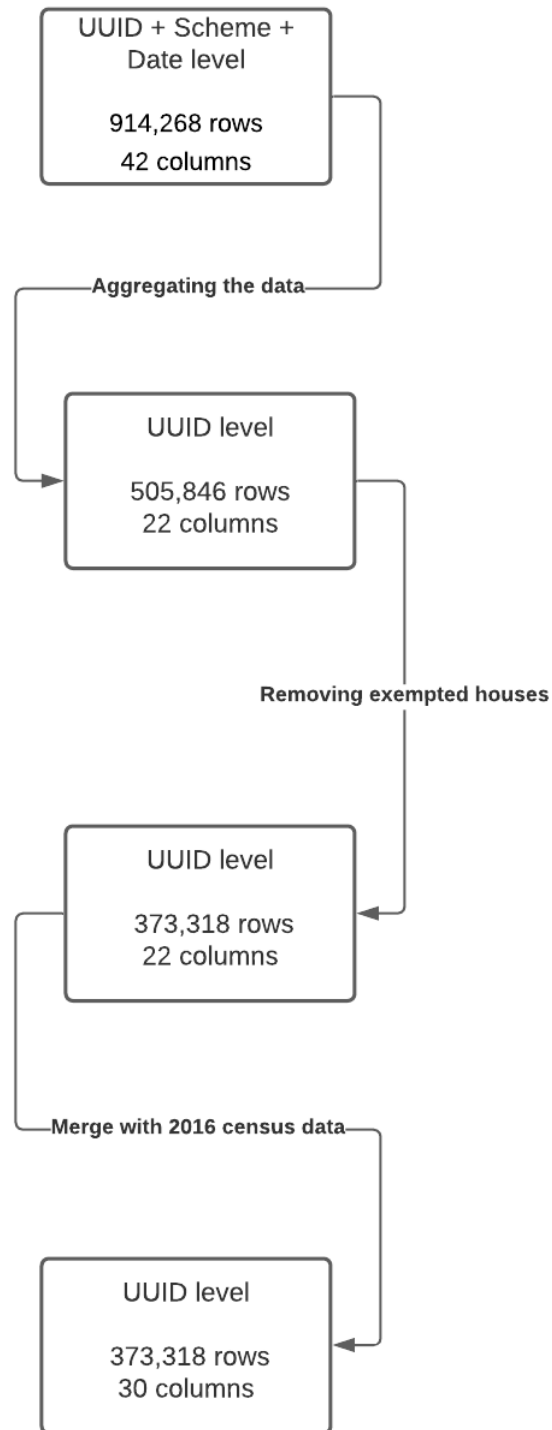 UUID + Scheme +
Date level
914,268 rows
42 columns
Aggregating the data
UUID level
505,846 rows
22 columns
Removing exempted houses
UUID level
373,318 rows
22 columns
Merge with 2016 census data
UUID level
373,318 rows
30 columns